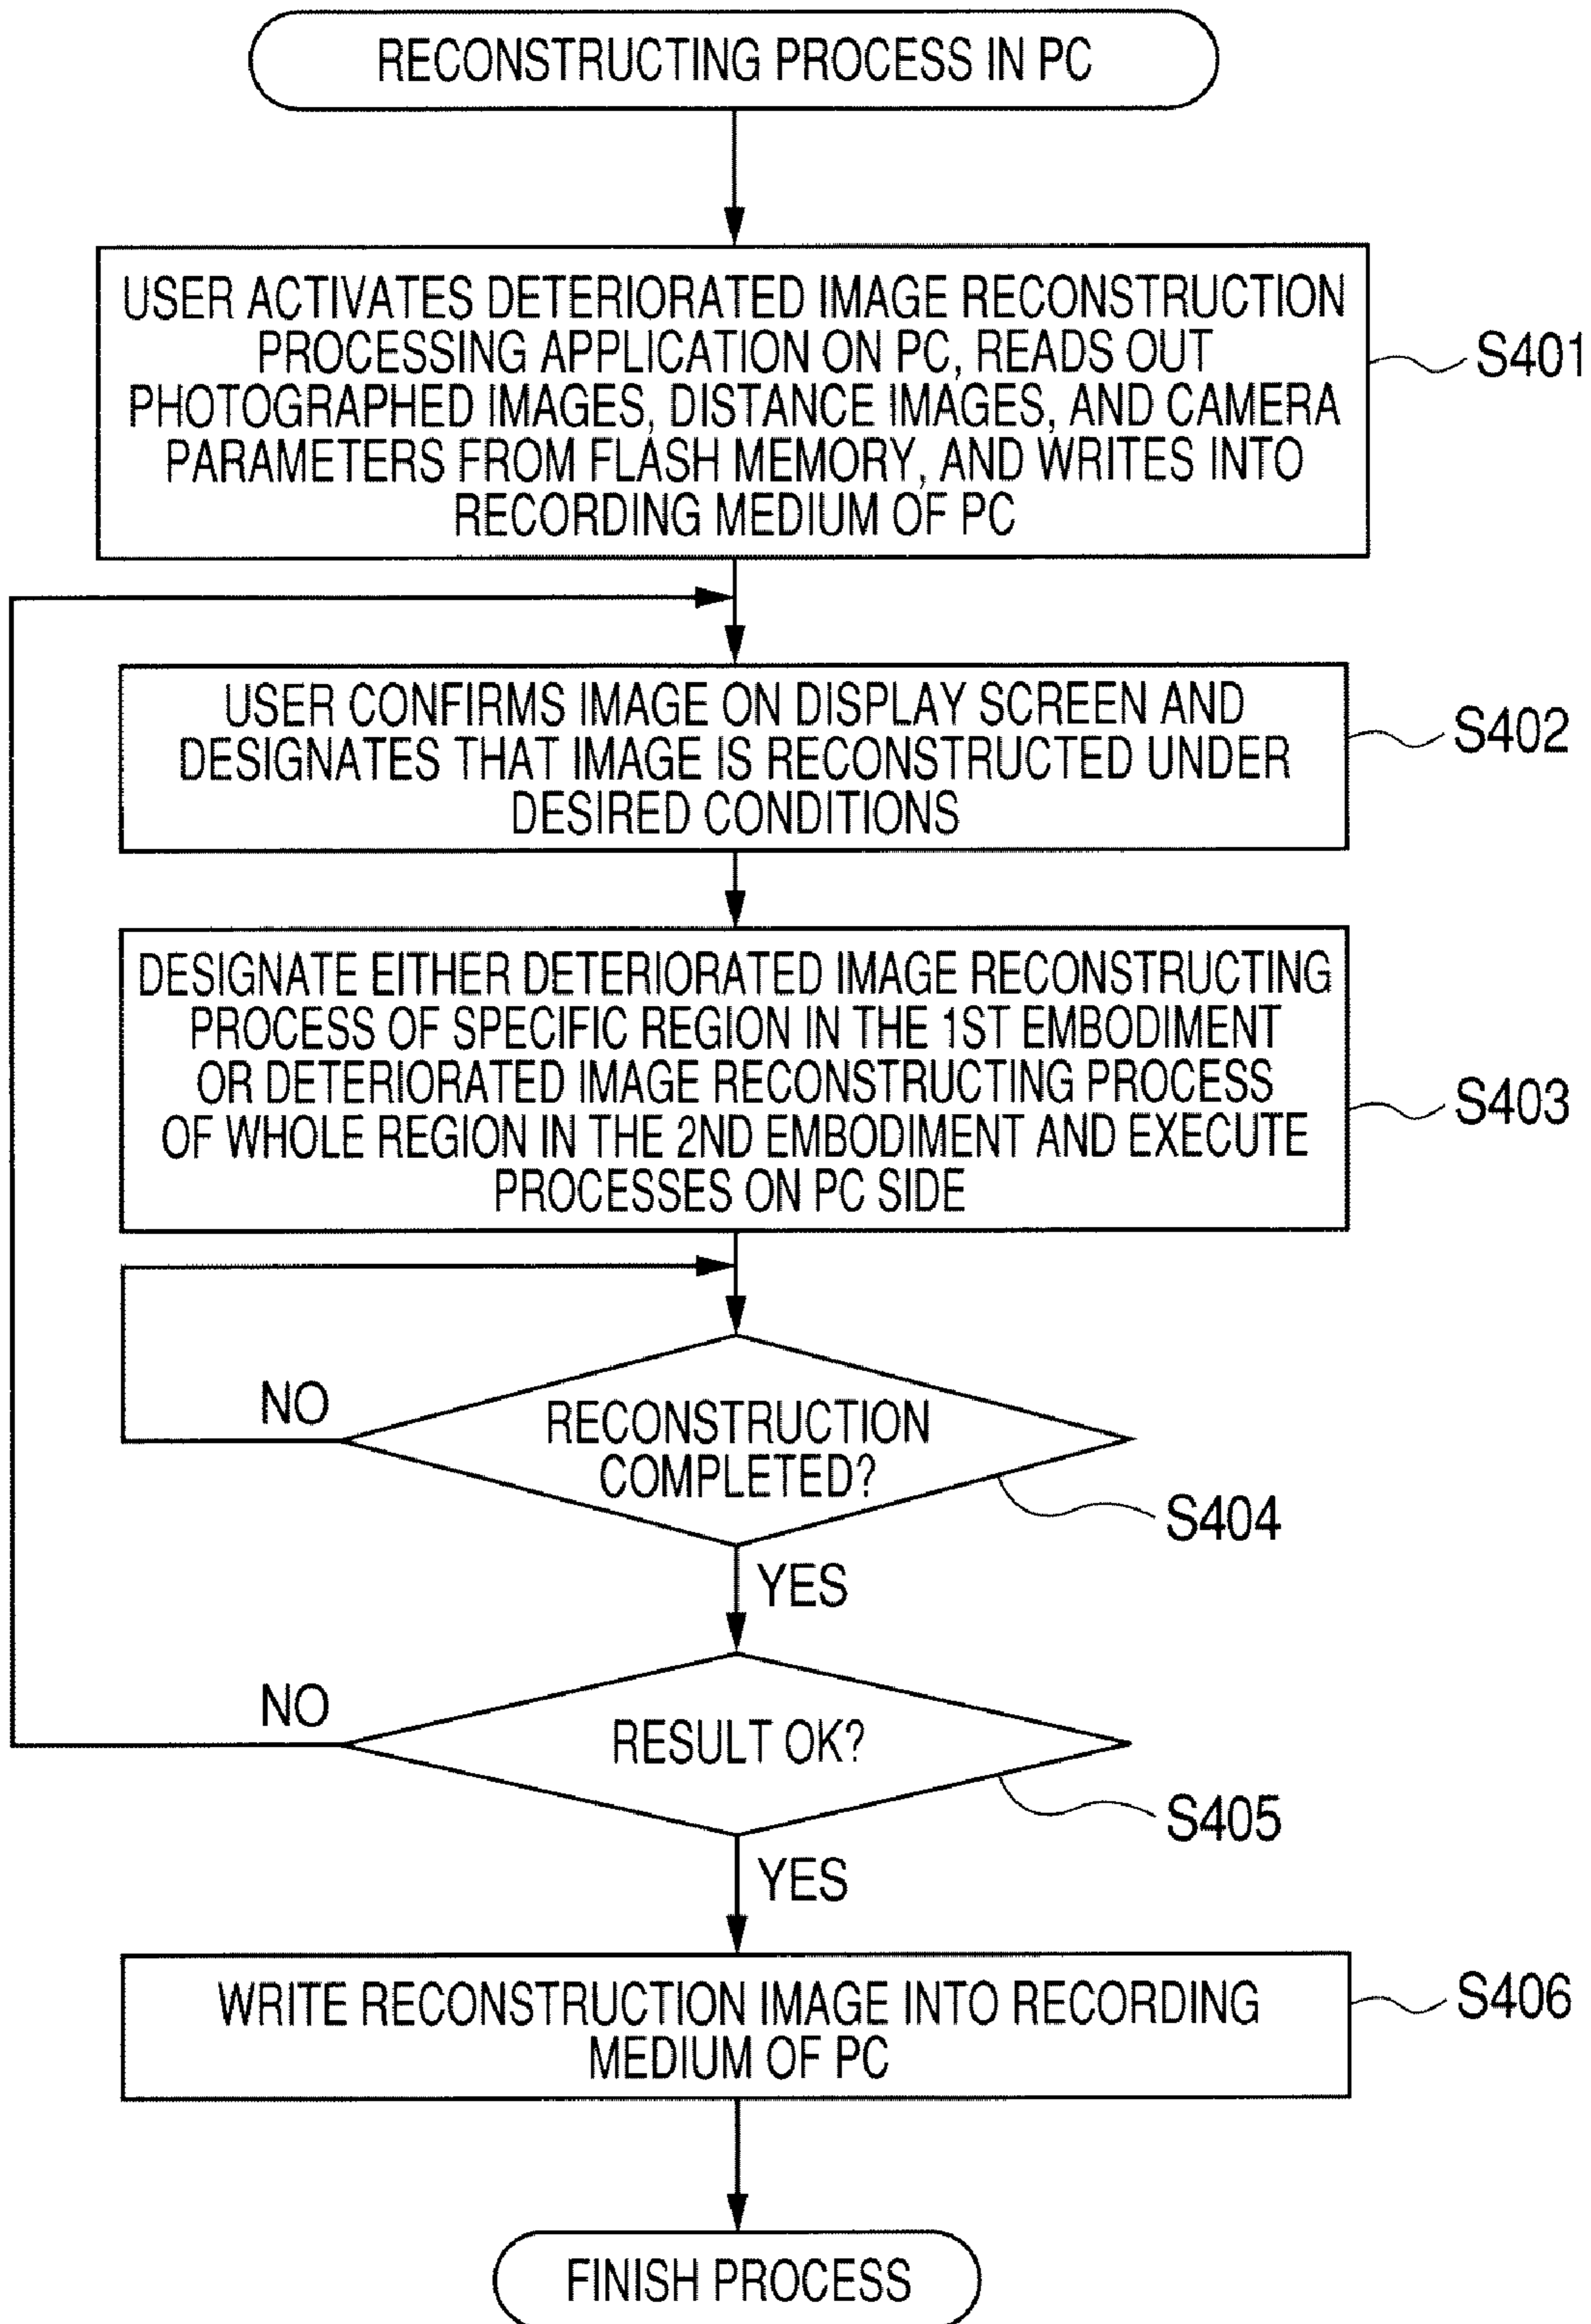 RECONSTRUCTING PROCESS IN PC
USER ACTIVATES DETERIORATED IMAGE RECONSTRUCTION
PROCESSING APPLICATION ON PC, READS OUT
PHOTOGRAPHED IMAGES, DISTANCE IMAGES, AND CAMERA
PARAMETERS FROM FLASH MEMORY, AND WRITES INTO
RECORDING MEDIUM OF PC
S401
USER CONFIRMS IMAGE ON DISPLAY SCREEN AND
DESIGNATES THAT IMAGE IS RECONSTRUCTED UNDER
DESIRED CONDITIONS
S402
DESIGNATE EITHER DETERIORATED IMAGE RECONSTRUCTING
PROCESS OF SPECIFIC REGION IN THE 1ST EMBODIMENT
OR DETERIORATED IMAGE RECONSTRUCTING PROCESS
OF WHOLE REGION IN THE 2ND EMBODIMENT AND EXECUTE
PROCESSES ON PC SIDE
S403
NO
RECONSTRUCTION
COMPLETED?
S404
YES
NO
RESULT OK?
S405
YES
WRITE RECONSTRUCTION IMAGE INTO RECORDING
MEDIUM OF PC
S406
FINISH PROCESS